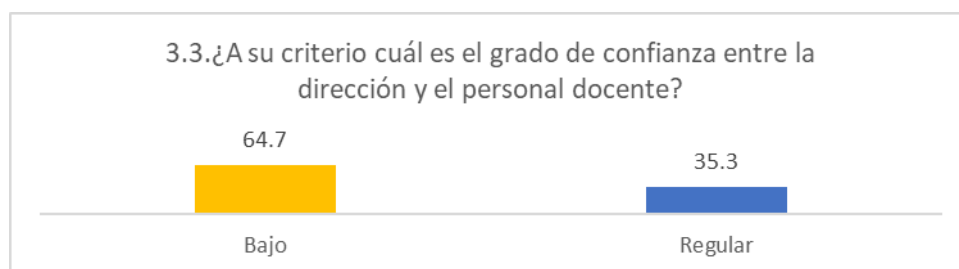 3.3.¿A su criterio cuál es el grado de confianza entre la
dirección y el personal docente?
64.7
35.3
Bajo
Regular